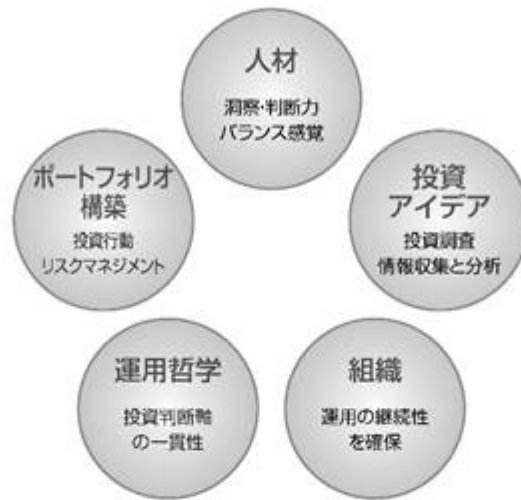 人材
洞察・判断力
バランス感覚
ポートフォリオ
構築
投資行動
リスクマネジメント
投資
アイデア
投資調査
情報収集と分析
運用哲学
投資判断軸
の一貫性
組織
運用の継続性
を確保